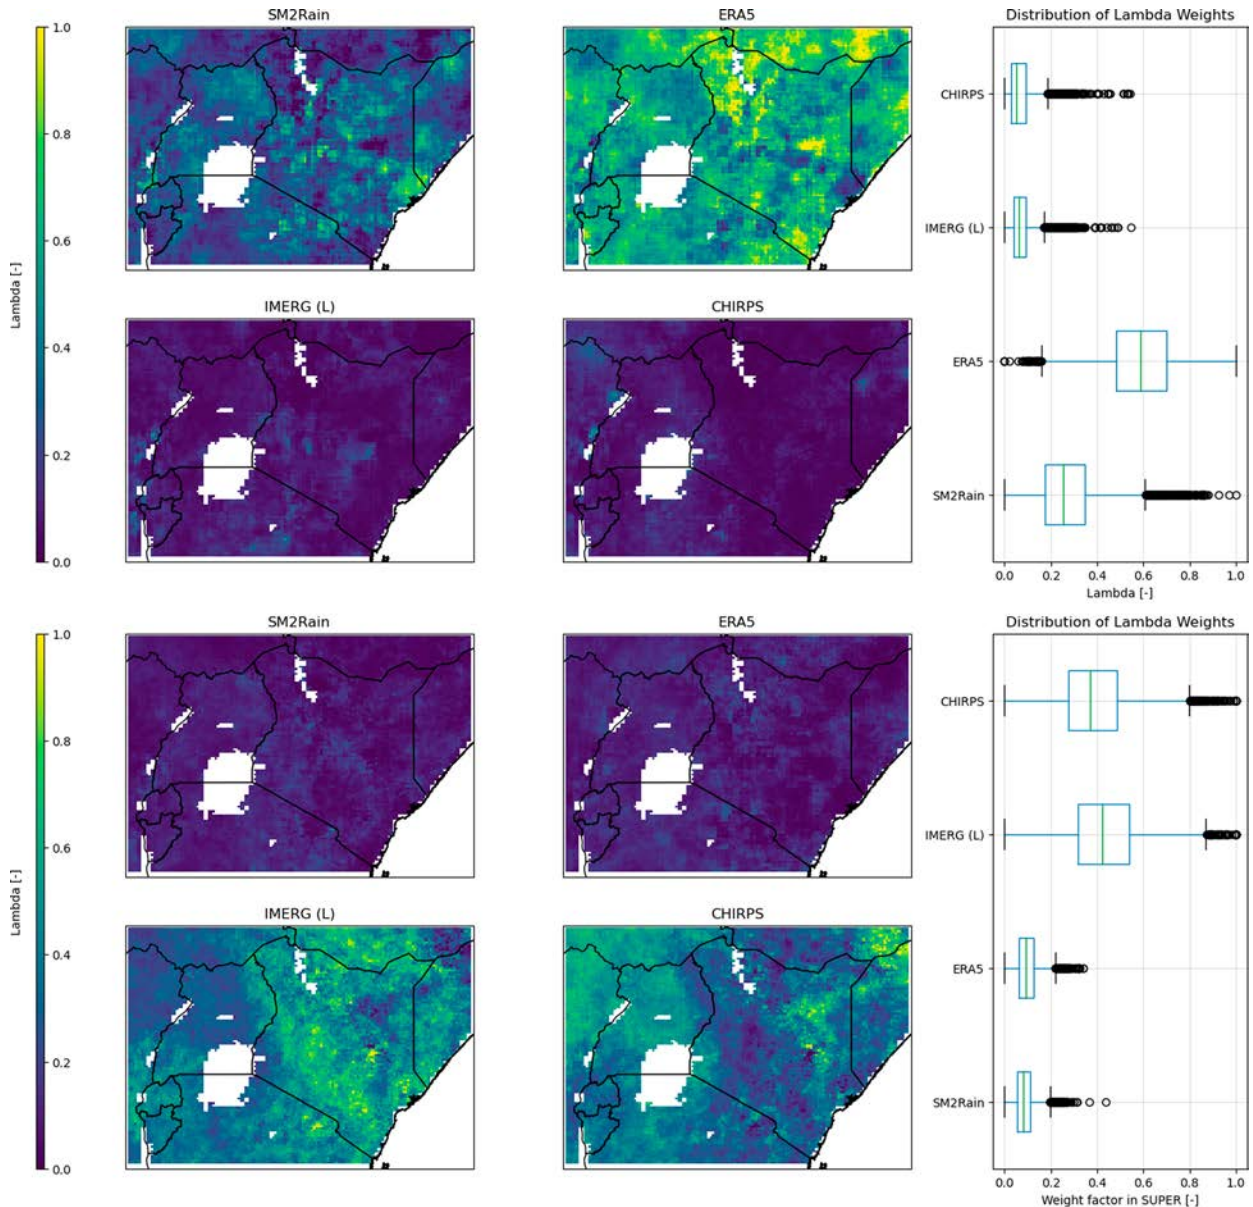 SM2Rain
ERA5
Distribution of Lambda Weights
1.0
0.8
0.6
0.4
0.2
0.0
Lambda [-]
CHIRPS
IMERG (L)
ERA5
SM2Rain
IMERG (L)
CHIRPS
0.0 0.2 0.4 0.6 0.8 1.0
Lambda [-]
SM2Rain
ERA5
Distribution of Lambda Weights
1.0
0.8
0.6
0.4
0.2
0.0
Lambda [-]
CHIRPS
IMERG (L)
ERA5
SM2Rain
IMERG (L)
CHIRPS
0.0 0.2 0.4 0.6 0.8 1.0
Weight factor in SUPER [-]